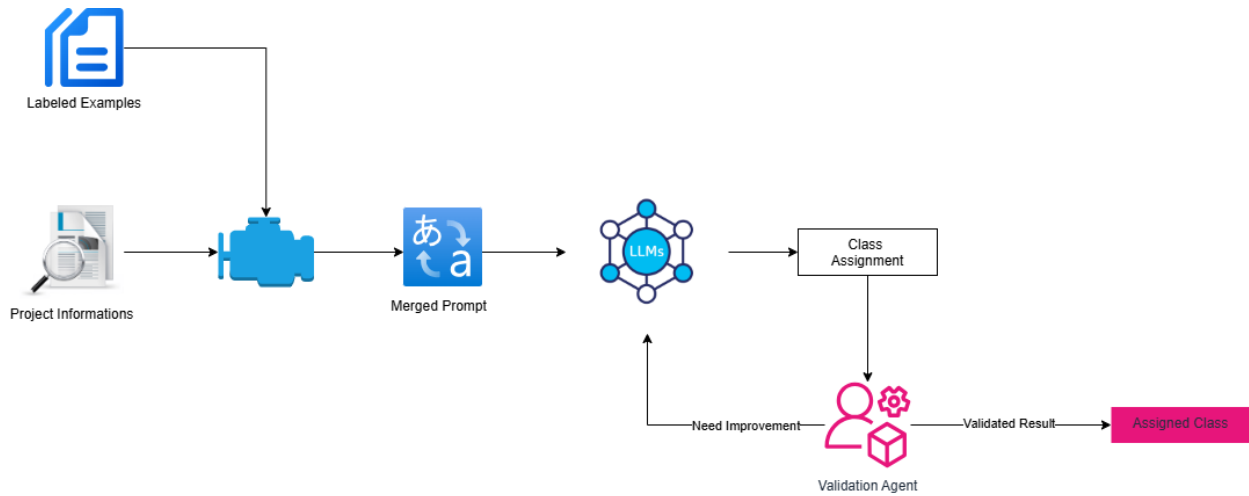 Labeled Examples
Project Informations
あ
a
Merged Prompt
LLMs
Class
Assignment
Need Improvement
Validated Result
Assigned Class
Validation Agent